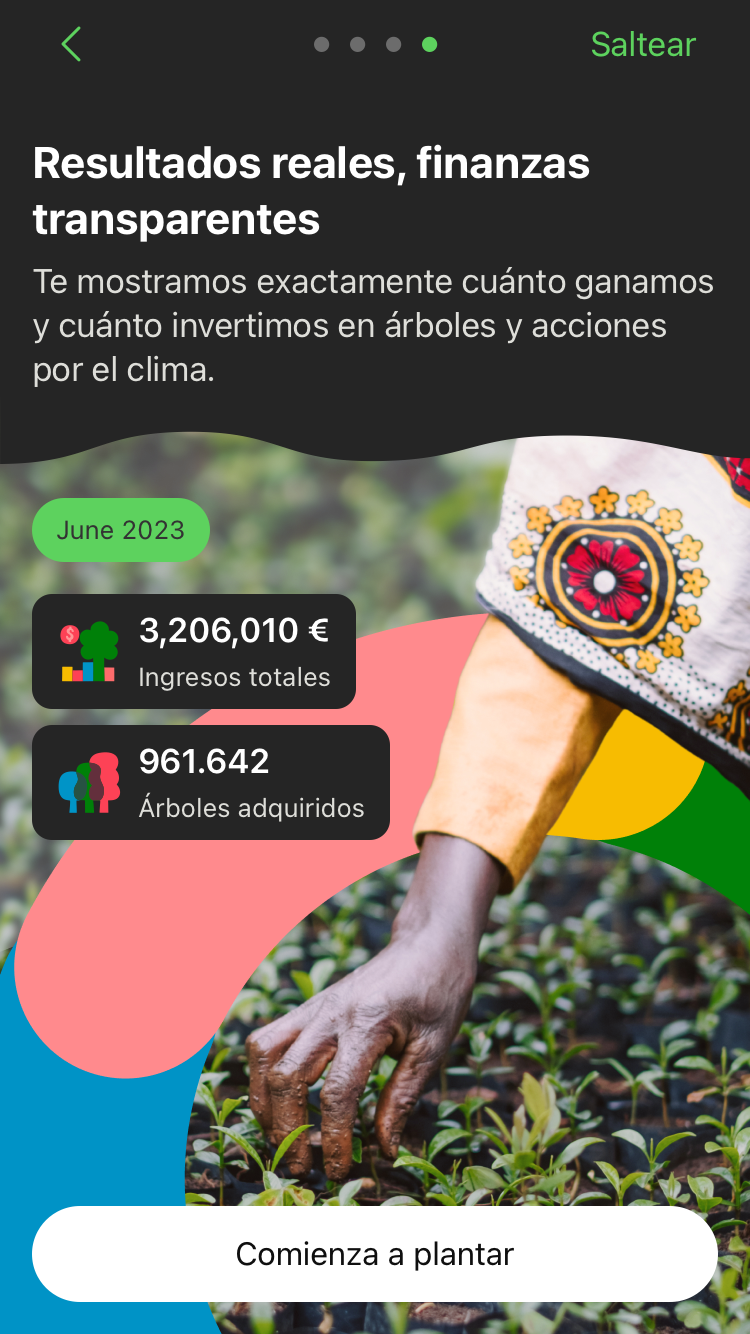 Saltear
Resultados reales, finanzas
transparentes
Te mostramos exactamente cuánto ganamos
y cuánto invertimos en árboles y acciones
por el clima.
June 2023
3,206,010 €
Ingresos totales
961.642
Árboles adquiridos
Comienza a plantar